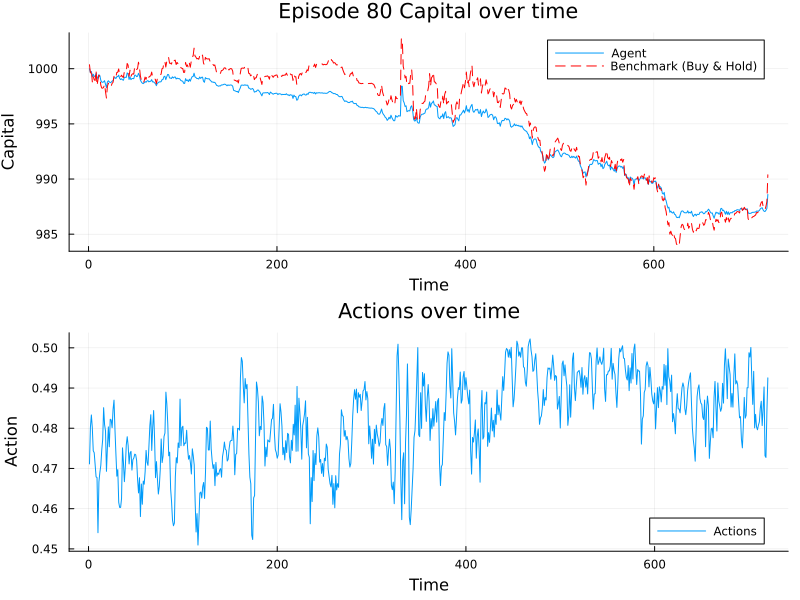 Episode 80 Capital over time
Capital
1000
995
990
985
Agent
Benchmark (Buy & Hold)
0
200
400
600
Time
Actions over time
Action
0.50
0.49
0.48
0.47
0.46
0.45
Actions
0
200
400
600
Time